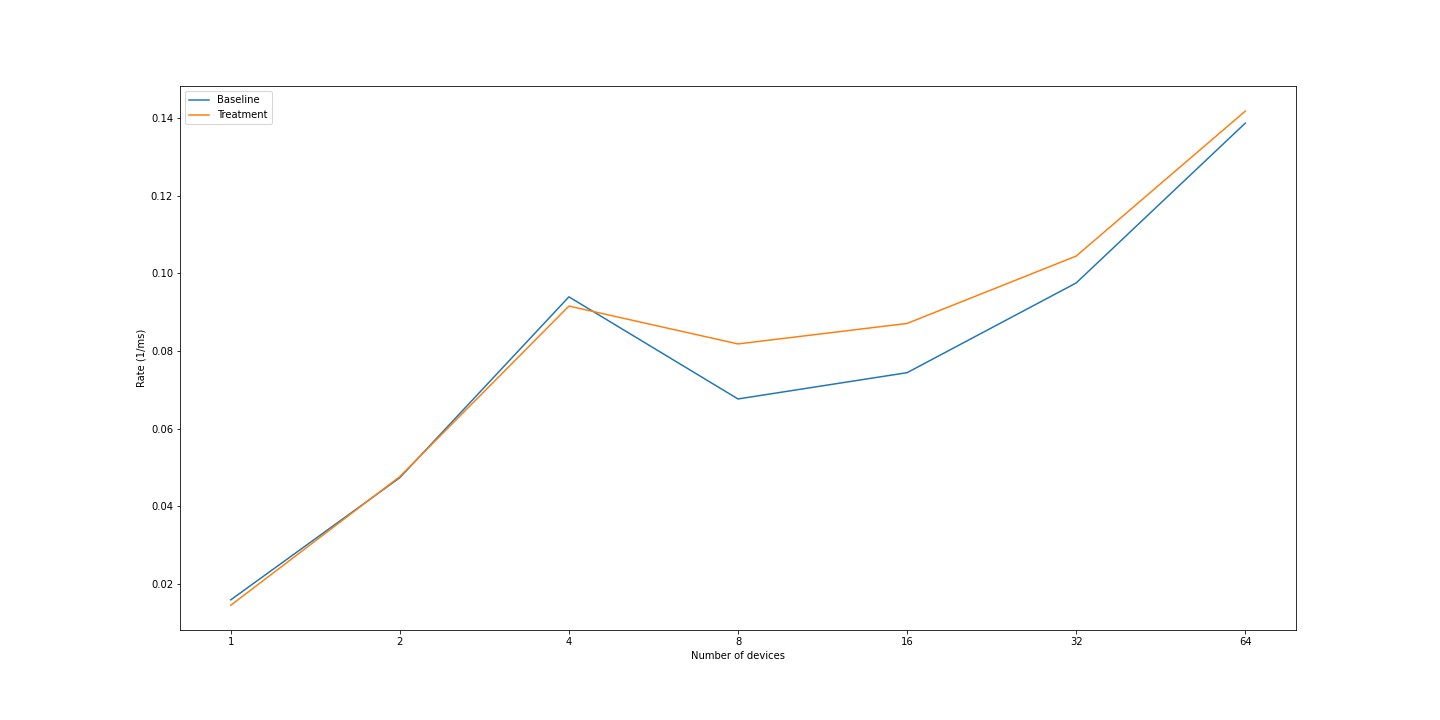 Baseline
Treatment
0.14
0.12
0.10
0.08
0.06
0.04
0.02
Rate (1/ms)
1 2 4 8 16 32 64
Number of devices